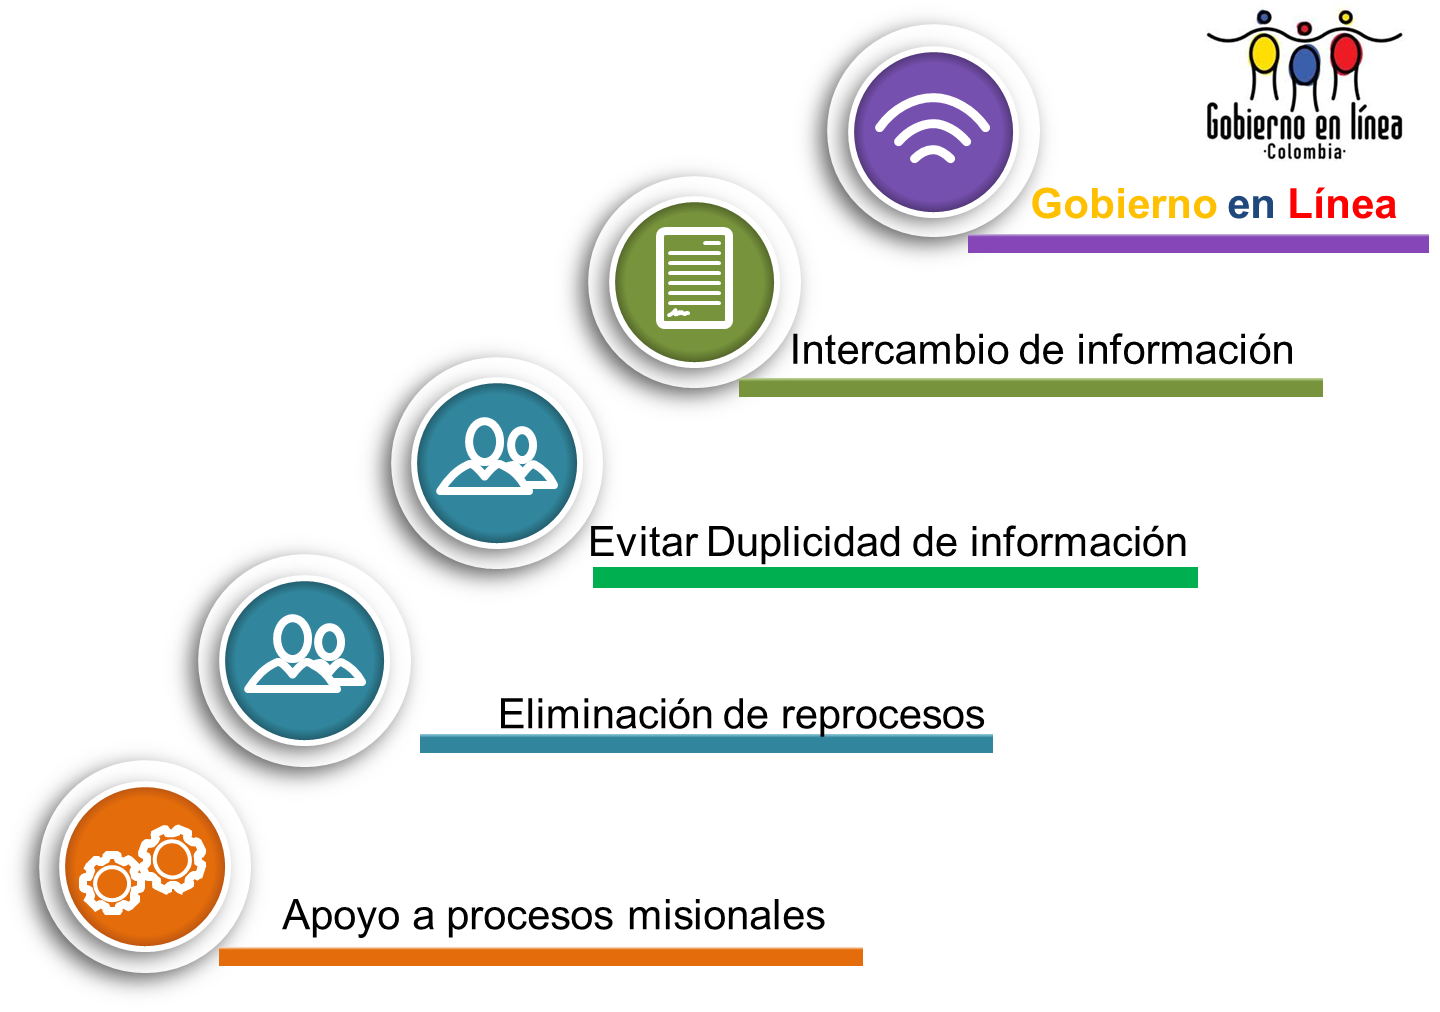 Gobierno en línea
·Colombia·
Gobierno en Línea
Intercambio de información
Evitar Duplicidad de información
Eliminación de reprocesos
Apoyo a procesos misionales